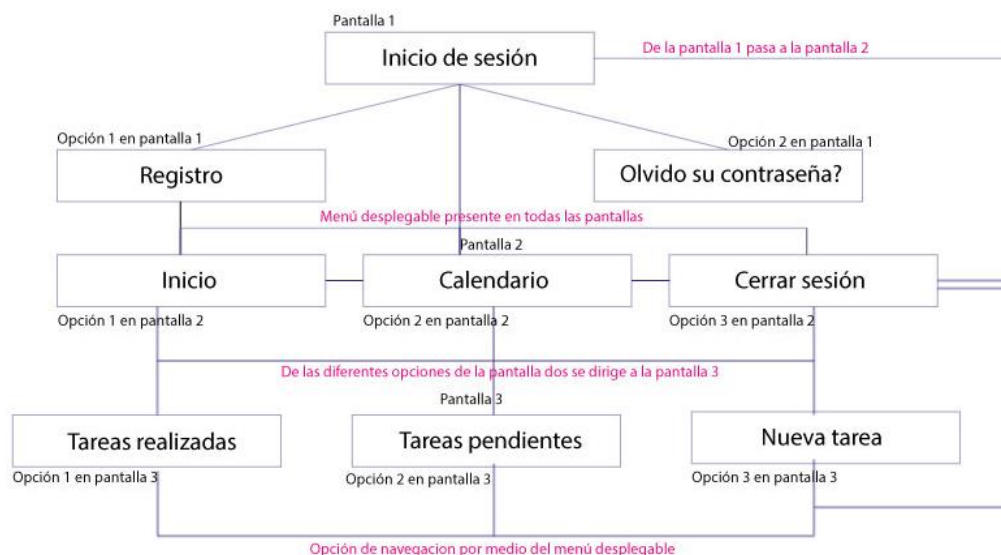 Pantalla 1
Inicio de sesión
De la pantalla 1 pasa a la pantalla 2
Opción 1 en pantalla 1
Opción 2 en pantalla 1
Registro
Olvido su contraseña?
Menú desplegable presente en todas las pantallas
Pantalla 2
Inicio
Calendario
Cerrar sesión
Opción 1 en pantalla 2
Opción 2 en pantalla 2
Opción 3 en pantalla 2
De las diferentes opciones de la pantalla dos se dirige a la pantalla 3
Pantalla 3
Tareas realizadas
Tareas pendientes
Nueva tarea
Opción 1 en pantalla 3
Opción 2 en pantalla 3
Opción 3 en pantalla 3
Opción de navegacion por medio del menú desplegable